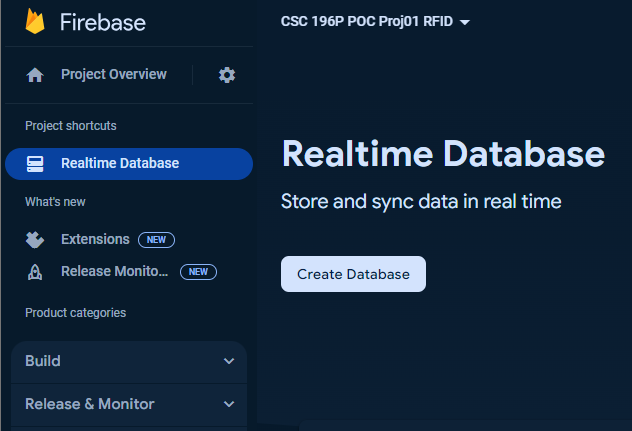 Firebase
CSC 196P POC Proj01 RFID
Project Overview
Project shortcuts
Realtime Database
What's new
Extensions NEW
Release Monito... NEW
Product categories
Build
Release & Monitor
Realtime Database
Store and sync data in real time
Create Database